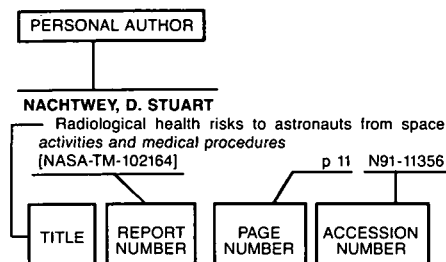 PERSONAL AUTHOR
NACHTWEY, D. STUART
Radiological health risks to astronauts from space
activities and medical procedures
[NASA-TM-102164] p 11 N91-11356
TITLE
REPORT
NUMBER
PAGE
NUMBER
ACCESSION
NUMBER